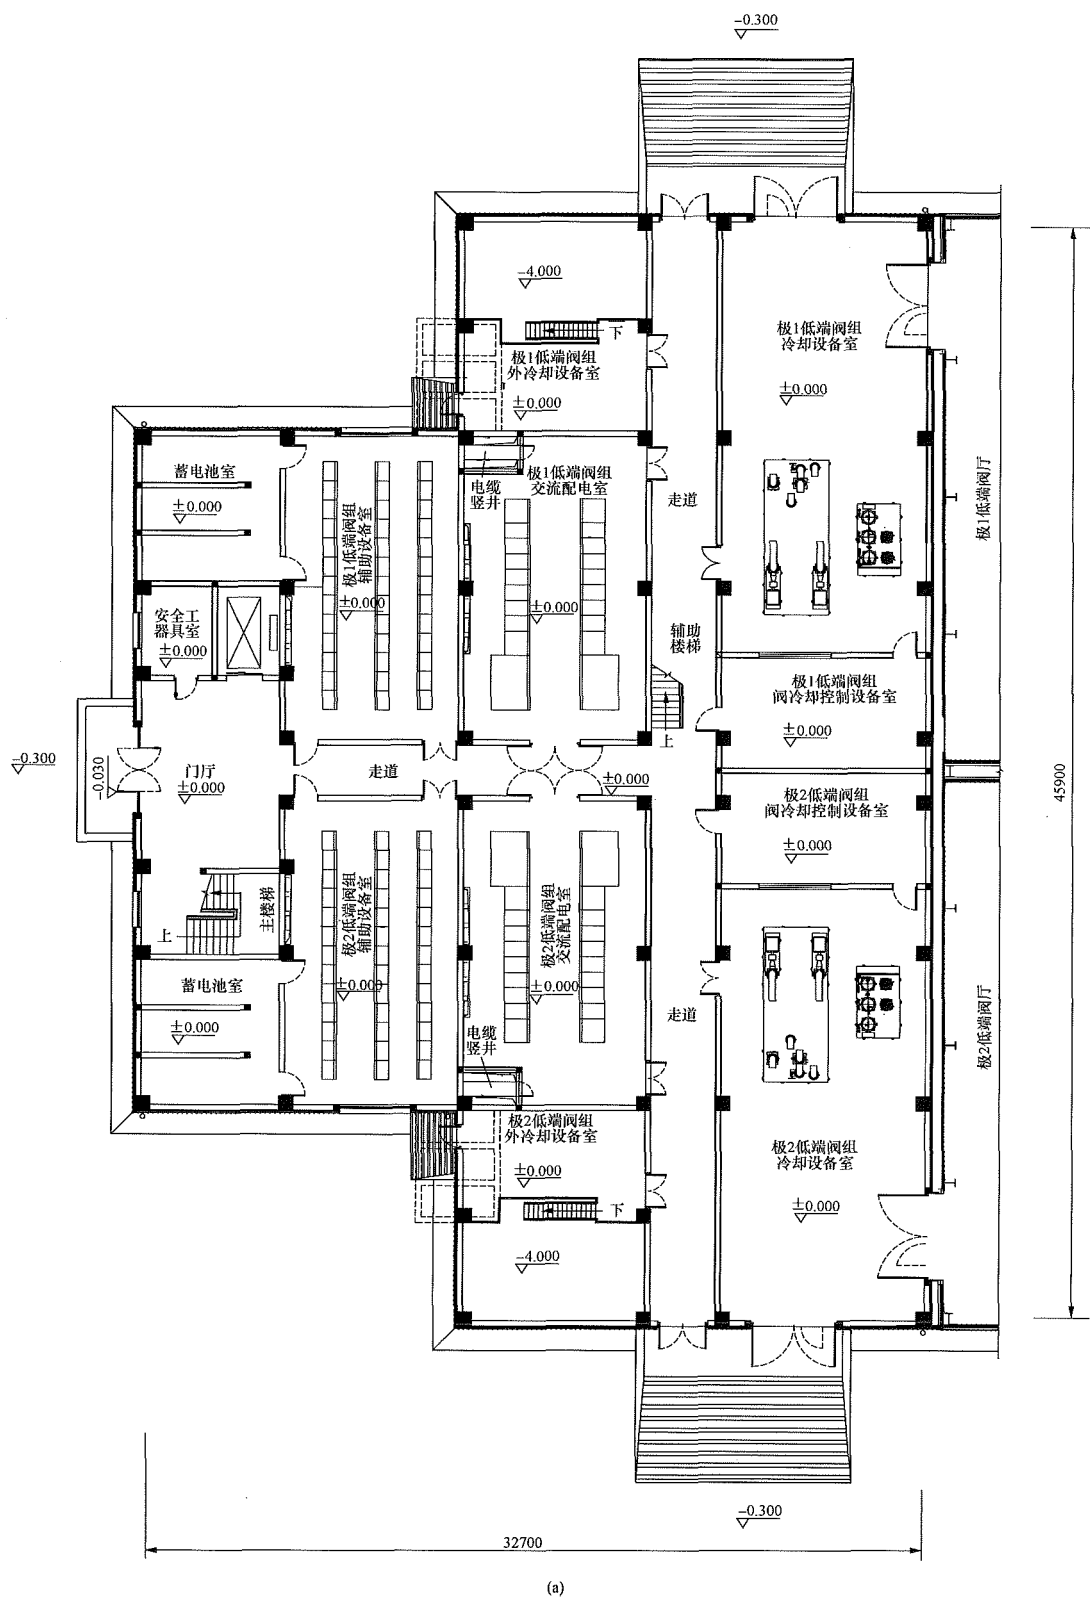 -0.300
-4.000
下
极1低端阀组
外冷却设备室
±0.000
极1低端阀组
冷却设备室
±0.000
蓄电池室
±0.000
极1低端阀组
辅助设备室
±0.000
电缆
竖井
极1低端阀组
交流配电室
±0.000
走道
极1低端阀厅
安全工
器具室
±0.000
辅助
楼梯
上
极1低端阀组
阀冷却控制设备室
±0.000
-0.300
-0.030
门厅
±0.000
走道
±0.000
45900
极2低端阀组
阀冷却控制设备室
±0.000
主楼梯
上
极2低端阀组
辅助设备室
±0.000
极2低端阀组
交流配电室
±0.000
蓄电池室
±0.000
电缆
竖井
走道
极2低端阀厅
极2低端阀组
外冷却设备室
±0.000
下
-4.000
极2低端阀组
冷却设备室
±0.000
-0.300
32700
(a)